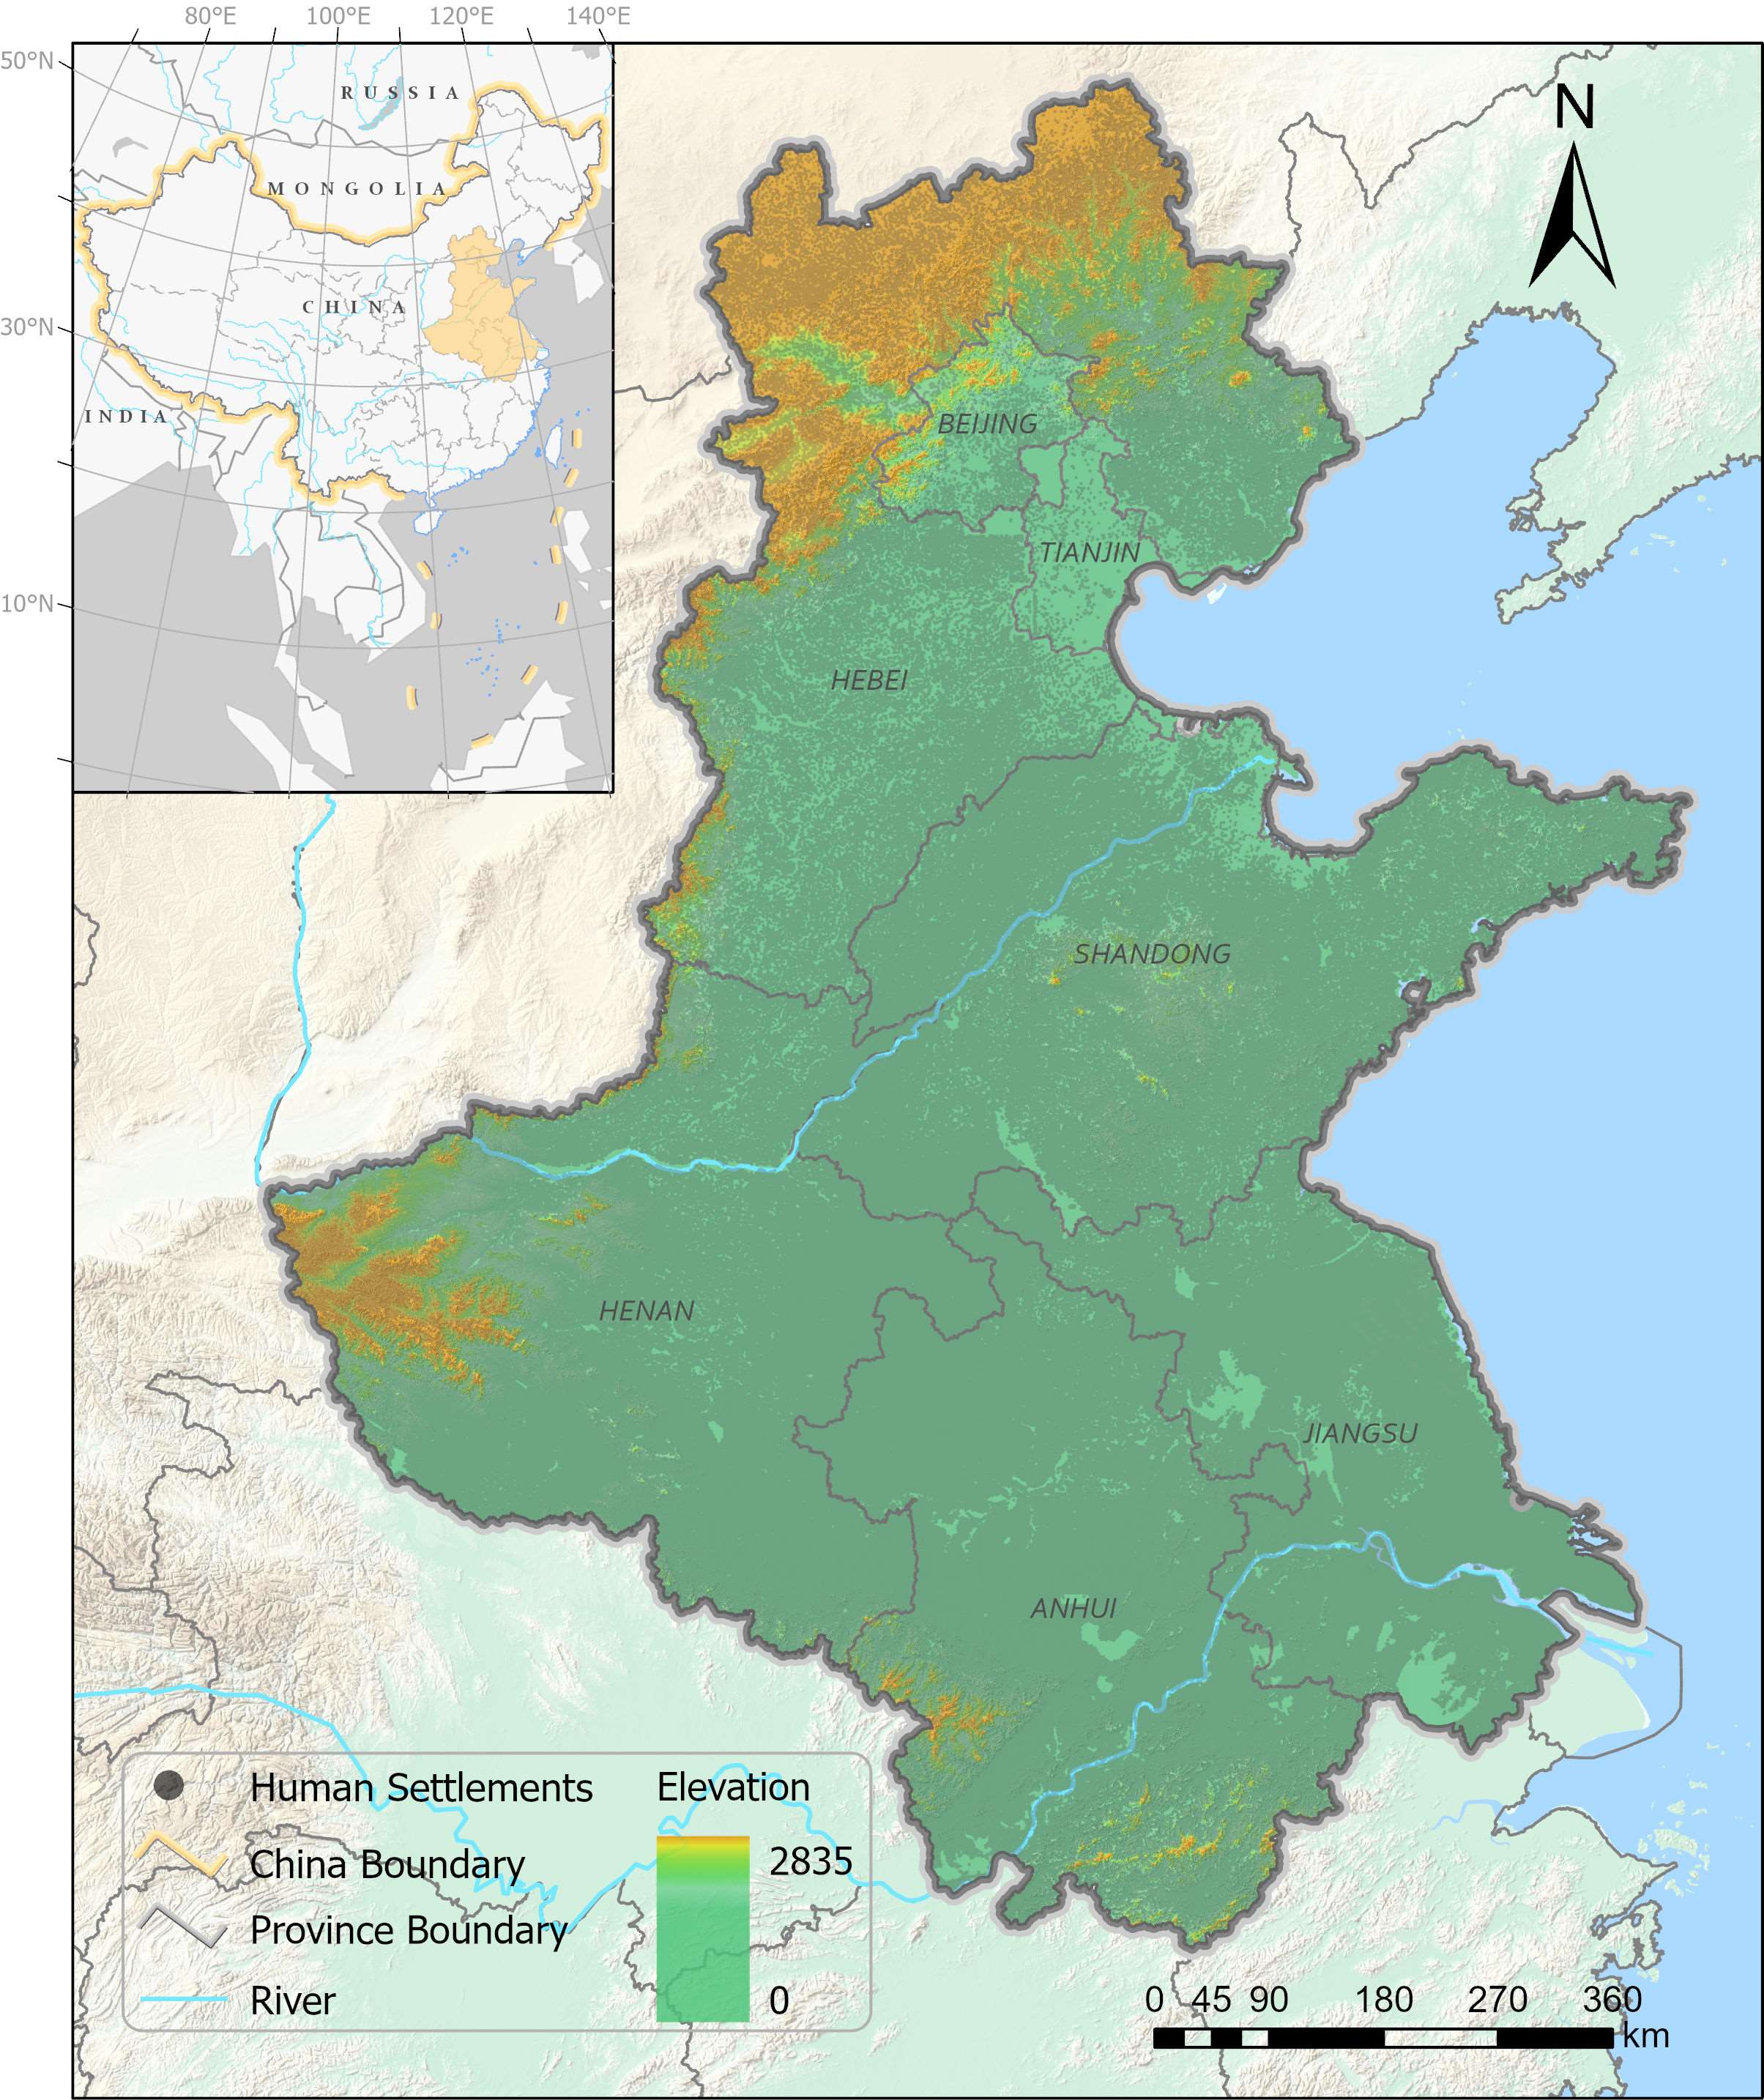 80°E 100°E 120°E 140°E
50°N
30°N
10°N
RUSSIA
MONGOLIA
CHINA
INDIA
N
BEIJING
TIANJIN
HEBEI
SHANDONG
HENAN
JIANGSU
ANHUI
Human Settlements
China Boundary
Province Boundary
River
Elevation
2835
0
0 45 90 180 270 360
km